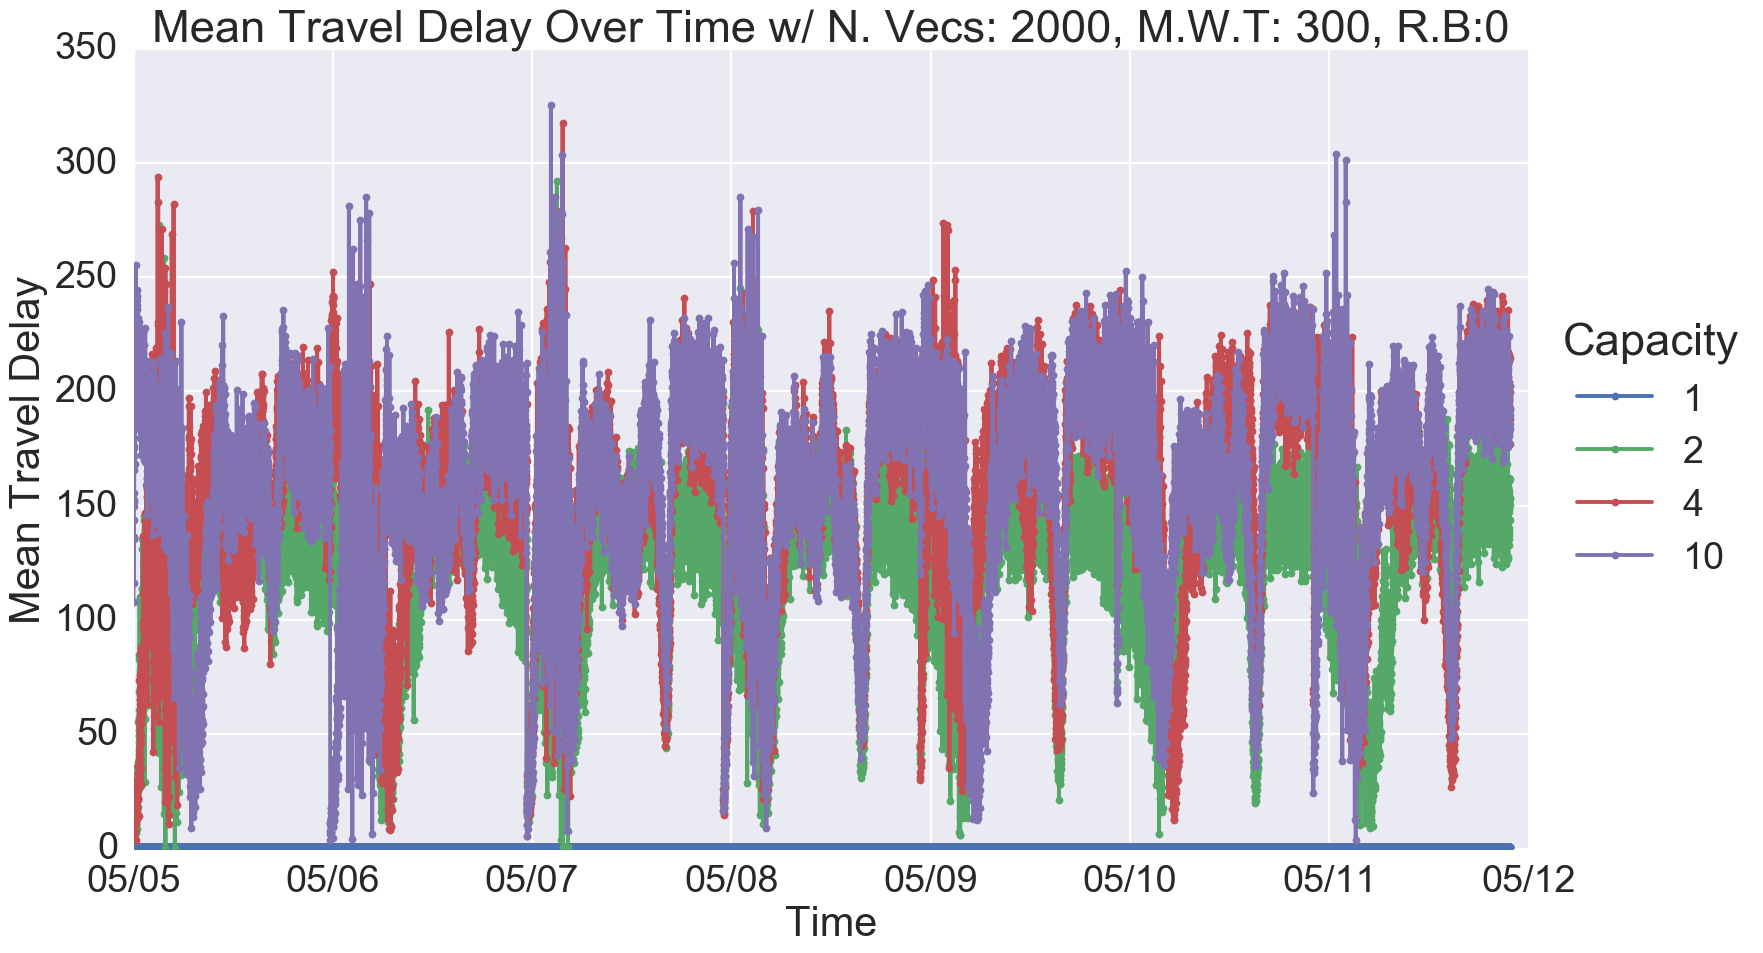 Mean Travel Delay Over Time w/ N. Vecs: 2000, M.W.T: 300, R.B:0
350
300
250
200
150
100
50
0
Mean Travel Delay
05/05 05/06 05/07 05/08 05/09 05/10 05/11 05/12
Time
Capacity
1
2
4
10